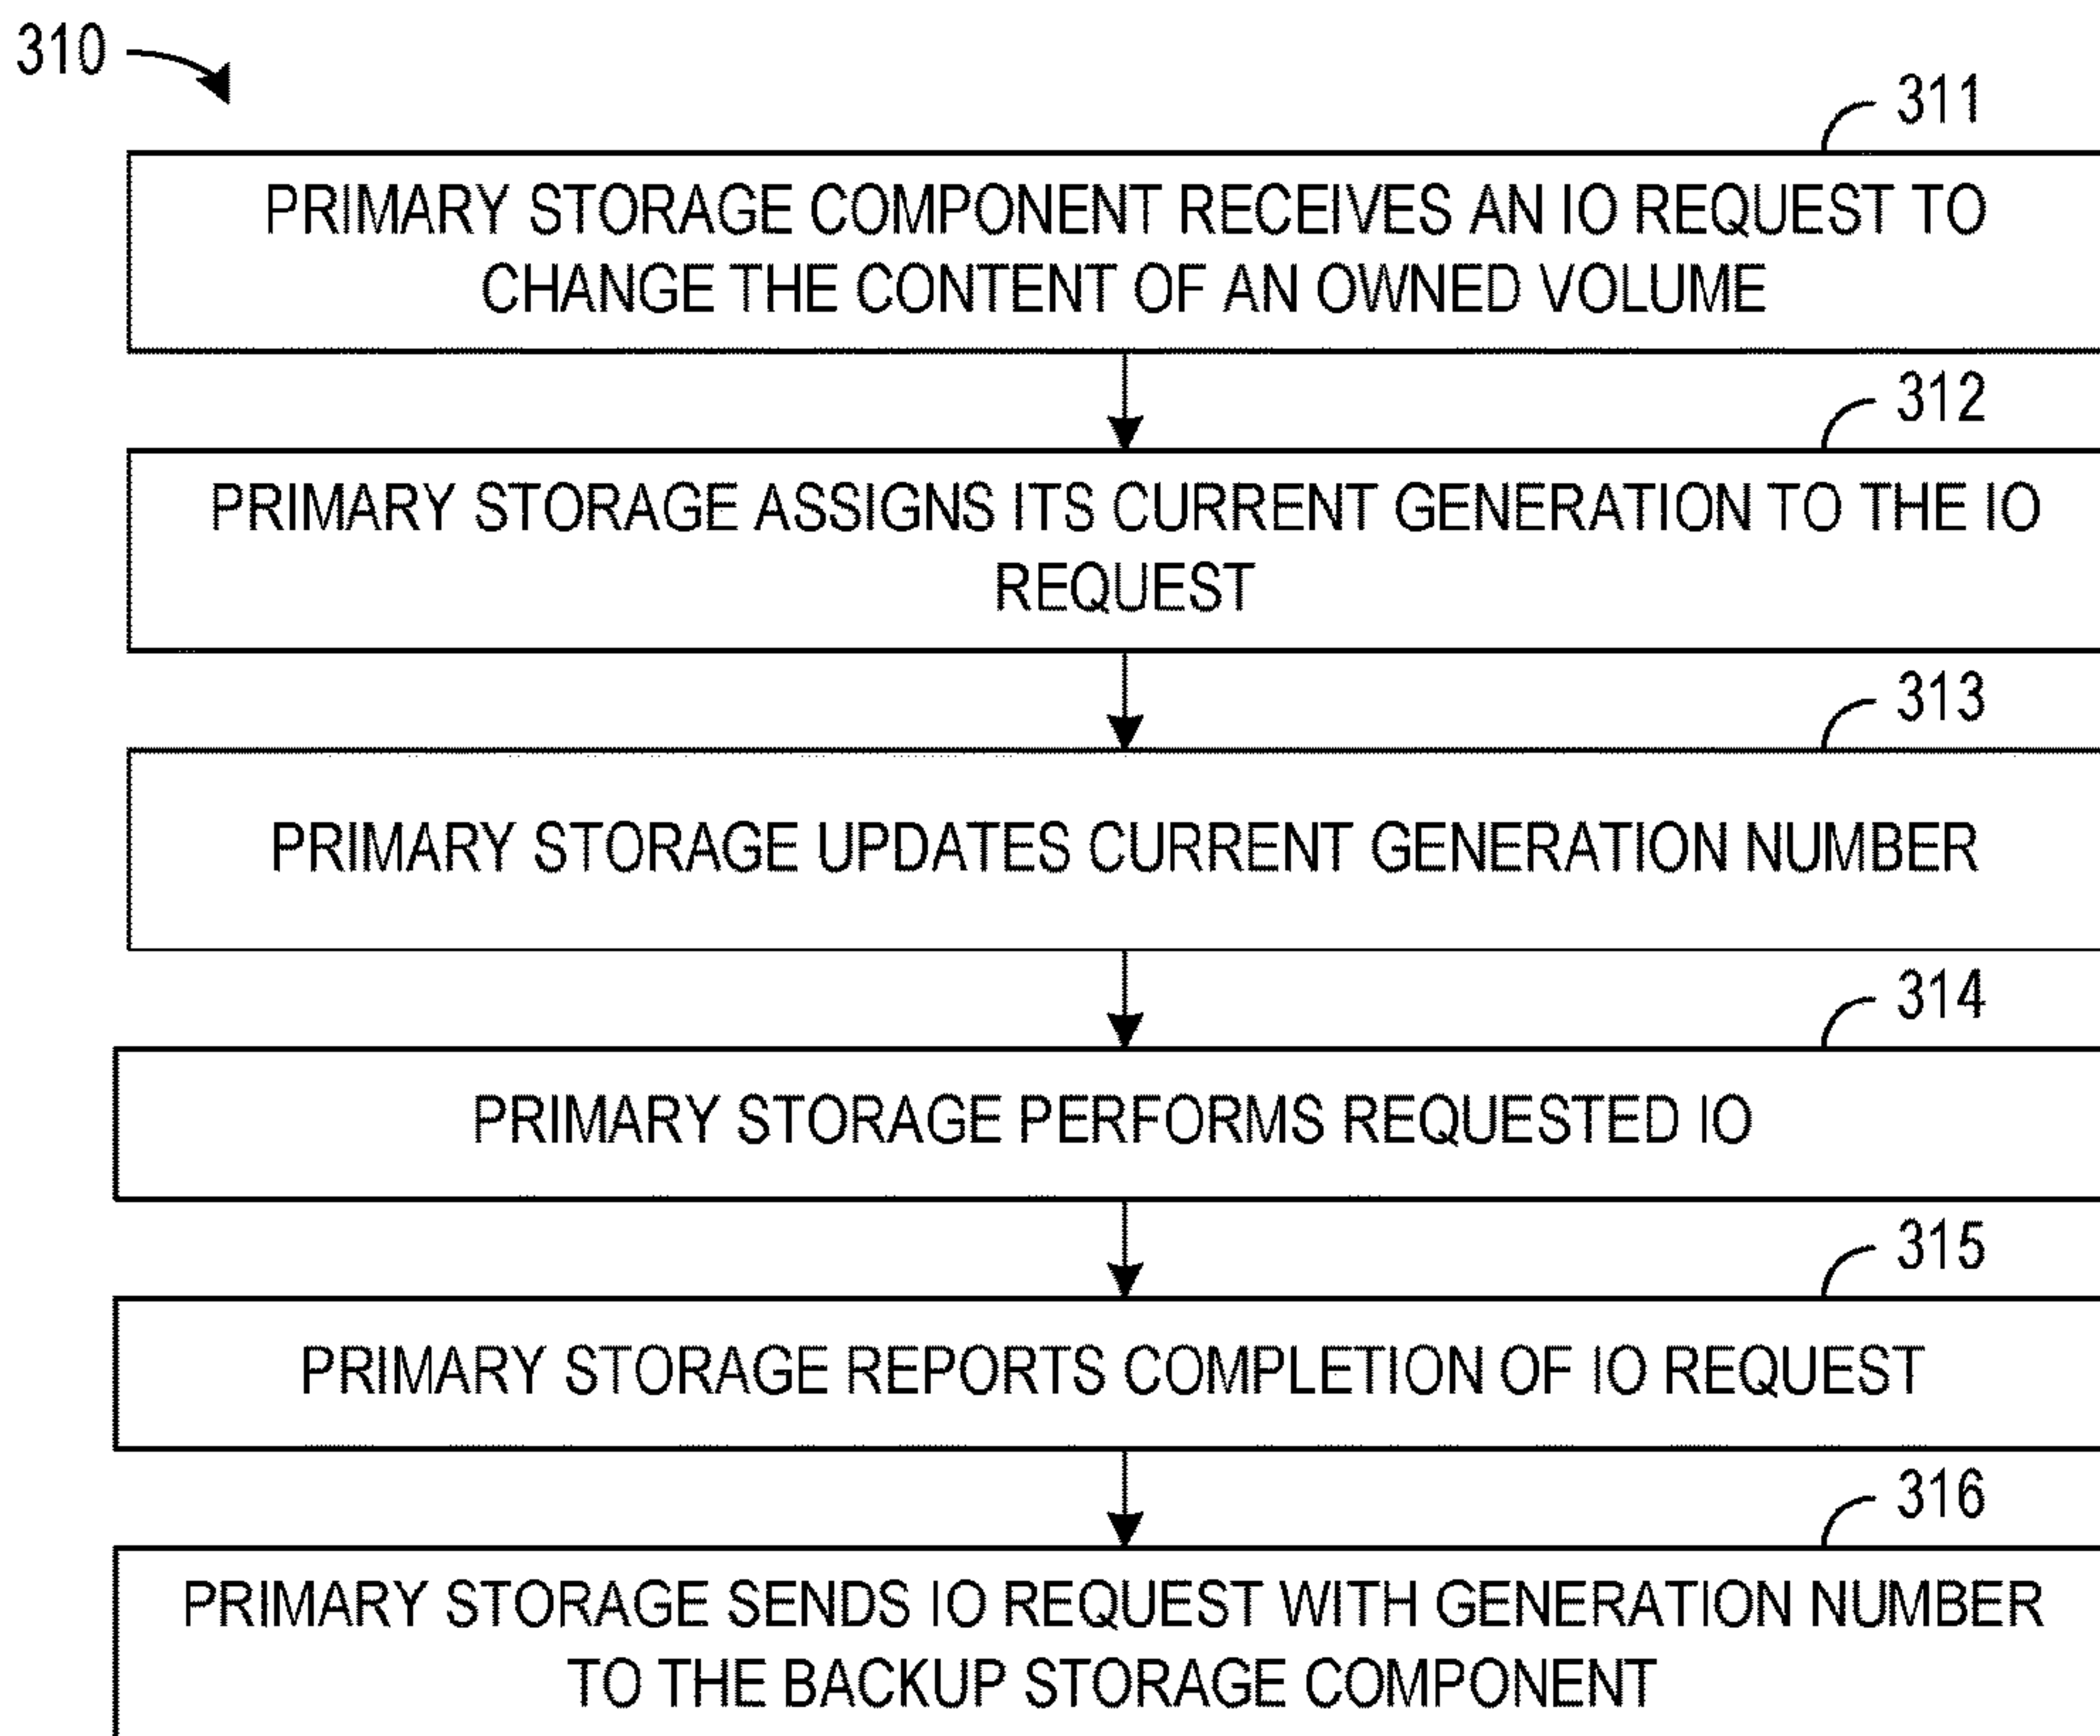 310
311
PRIMARY STORAGE COMPONENT RECEIVES AN IO REQUEST TO
CHANGE THE CONTENT OF AN OWNED VOLUME
312
PRIMARY STORAGE ASSIGNS ITS CURRENT GENERATION TO THE IO
REQUEST
313
PRIMARY STORAGE UPDATES CURRENT GENERATION NUMBER
314
PRIMARY STORAGE PERFORMS REQUESTED IO
315
PRIMARY STORAGE REPORTS COMPLETION OF IO REQUEST
316
PRIMARY STORAGE SENDS IO REQUEST WITH GENERATION NUMBER
TO THE BACKUP STORAGE COMPONENT